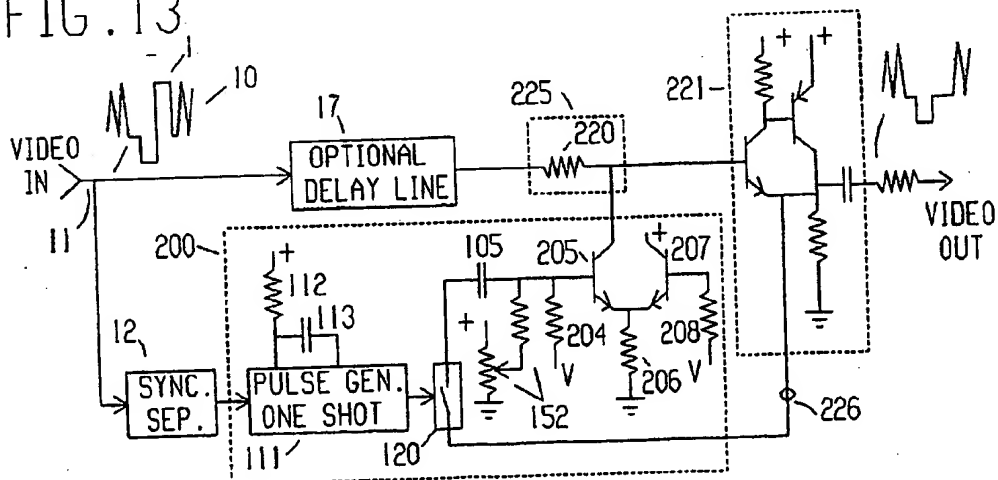 FIG. 13
1
10
VIDEO
IN
11
17
OPTIONAL
DELAY LINE
225
220
221
+
+
VIDEO
OUT
200
+
112
113
105
205
+
207
+
204
V
152
206
208
V
12
SYNC.
SEP.
PULSE GEN.
ONE SHOT
111
120
226